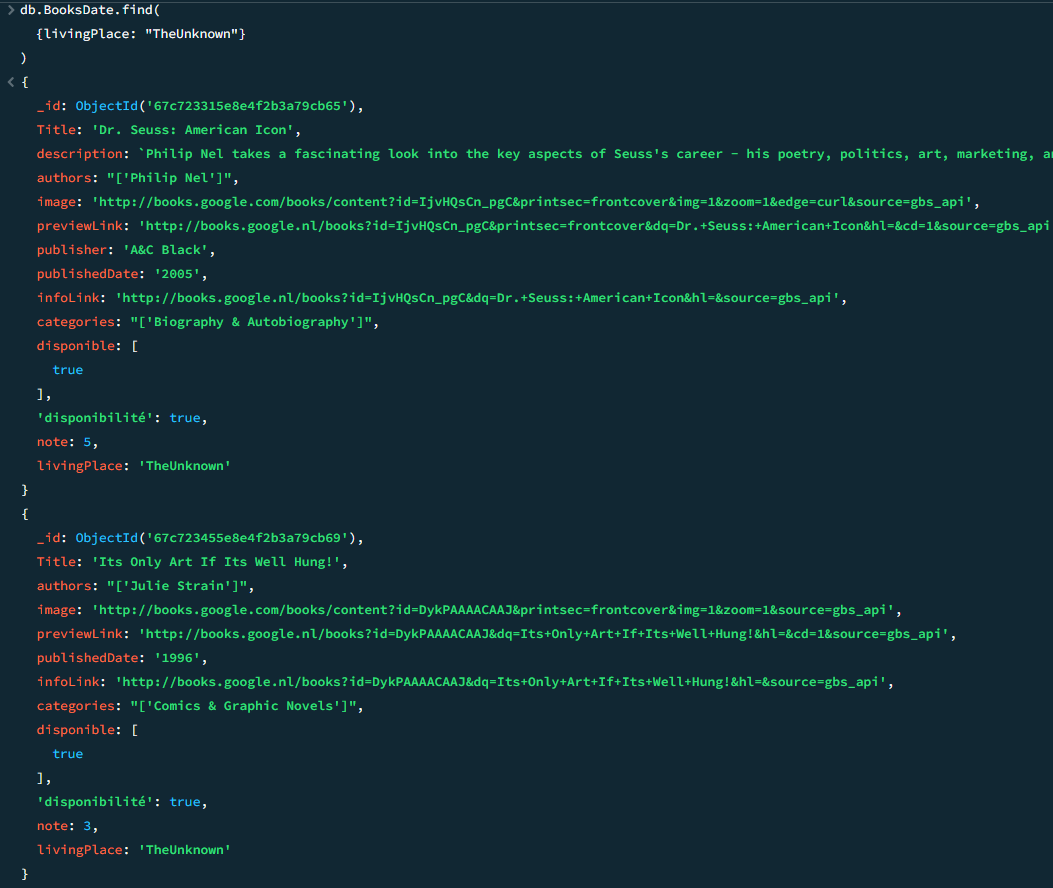 db.BooksDate.find(
{livingPlace: "TheUnknown"}
)
{
_id: ObjectId('67c723315e8e4f2b3a79cb65'),
Title: 'Dr. Seuss: American Icon',
description: `Philip Nel takes a fascinating look into the key aspects of Seuss's career - his poetry, politics, art, marketing,
authors: "['Philip Nel']",
image: 'http://books.google.com/books/content?id=IjvHQsCn_pgC&printsec=frontcover&img=1&zoom=1&edge=curl&source=gbs_api',
previewLink: 'http://books.google.nl/books?id=IjvHQsCn_pgC&printsec=frontcover&dq=Dr.+Seuss:+American+Icon&hl=&cd=1&source=gbs_api
publisher: 'A&C Black',
publishedDate: '2005',
infoLink: 'http://books.google.nl/books?id=IjvHQsCn_pgC&dq=Dr.+Seuss:+American+Icon&hl=&source=gbs_api',
categories: "['Biography & Autobiography']",
disponible: [
true
],
'disponibilité': true,
note: 5,
livingPlace: 'TheUnknown'
}
{
_id: ObjectId('67c723455e8e4f2b3a79cb69'),
Title: 'Its Only Art If Its Well Hung!',
authors: "['Julie Strain']",
image: 'http://books.google.com/books/content?id=DykPAAAACAAJ&printsec=frontcover&img=1&zoom=1&source=gbs_api',
previewLink: 'http://books.google.nl/books?id=DykPAAAACAAJ&dq=Its+Only+Art+If+Its+Well+Hung!&hl=&cd=1&source=gbs_api',
publishedDate: '1996',
infoLink: 'http://books.google.nl/books?id=DykPAAAACAAJ&dq=Its+Only+Art+If+Its+Well+Hung!&hl=&source=gbs_api',
categories: "['Comics & Graphic Novels']",
disponible: [
true
],
'disponibilité': true,
note: 3,
livingPlace: 'TheUnknown'
}